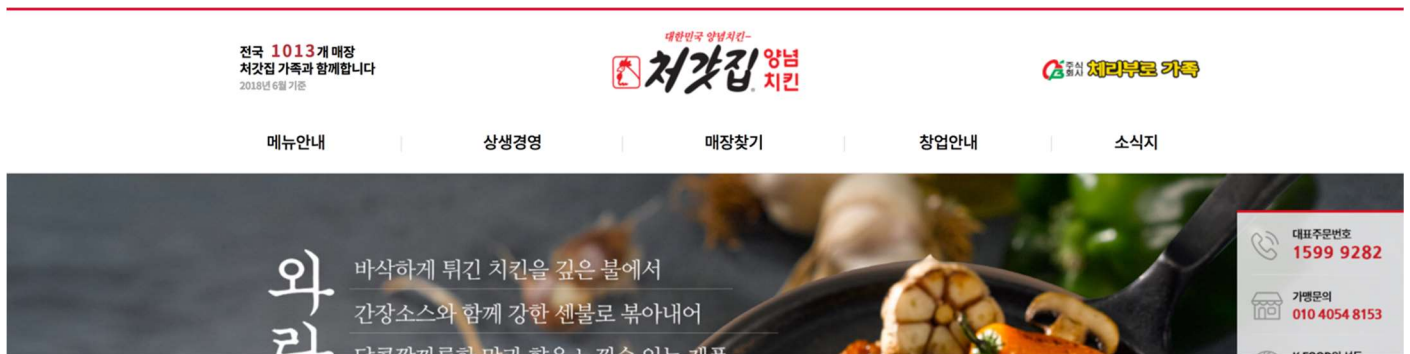 전국 1013개 매장
처갓집 가족과 함께합니다
2018년 6월 기준
대한민국 양념치킨~
처갓집 양념
치킨
주식
회사 체리부로 가족
메뉴안내
상생경영
매장찾기
창업안내
소식지
와
바삭하게 튀긴 치킨을 깊은 불에서
간장소스와 함께 강한 센불로 볶아내어
대표주문번호
1599 9282
가맹문의
010 4054 8153